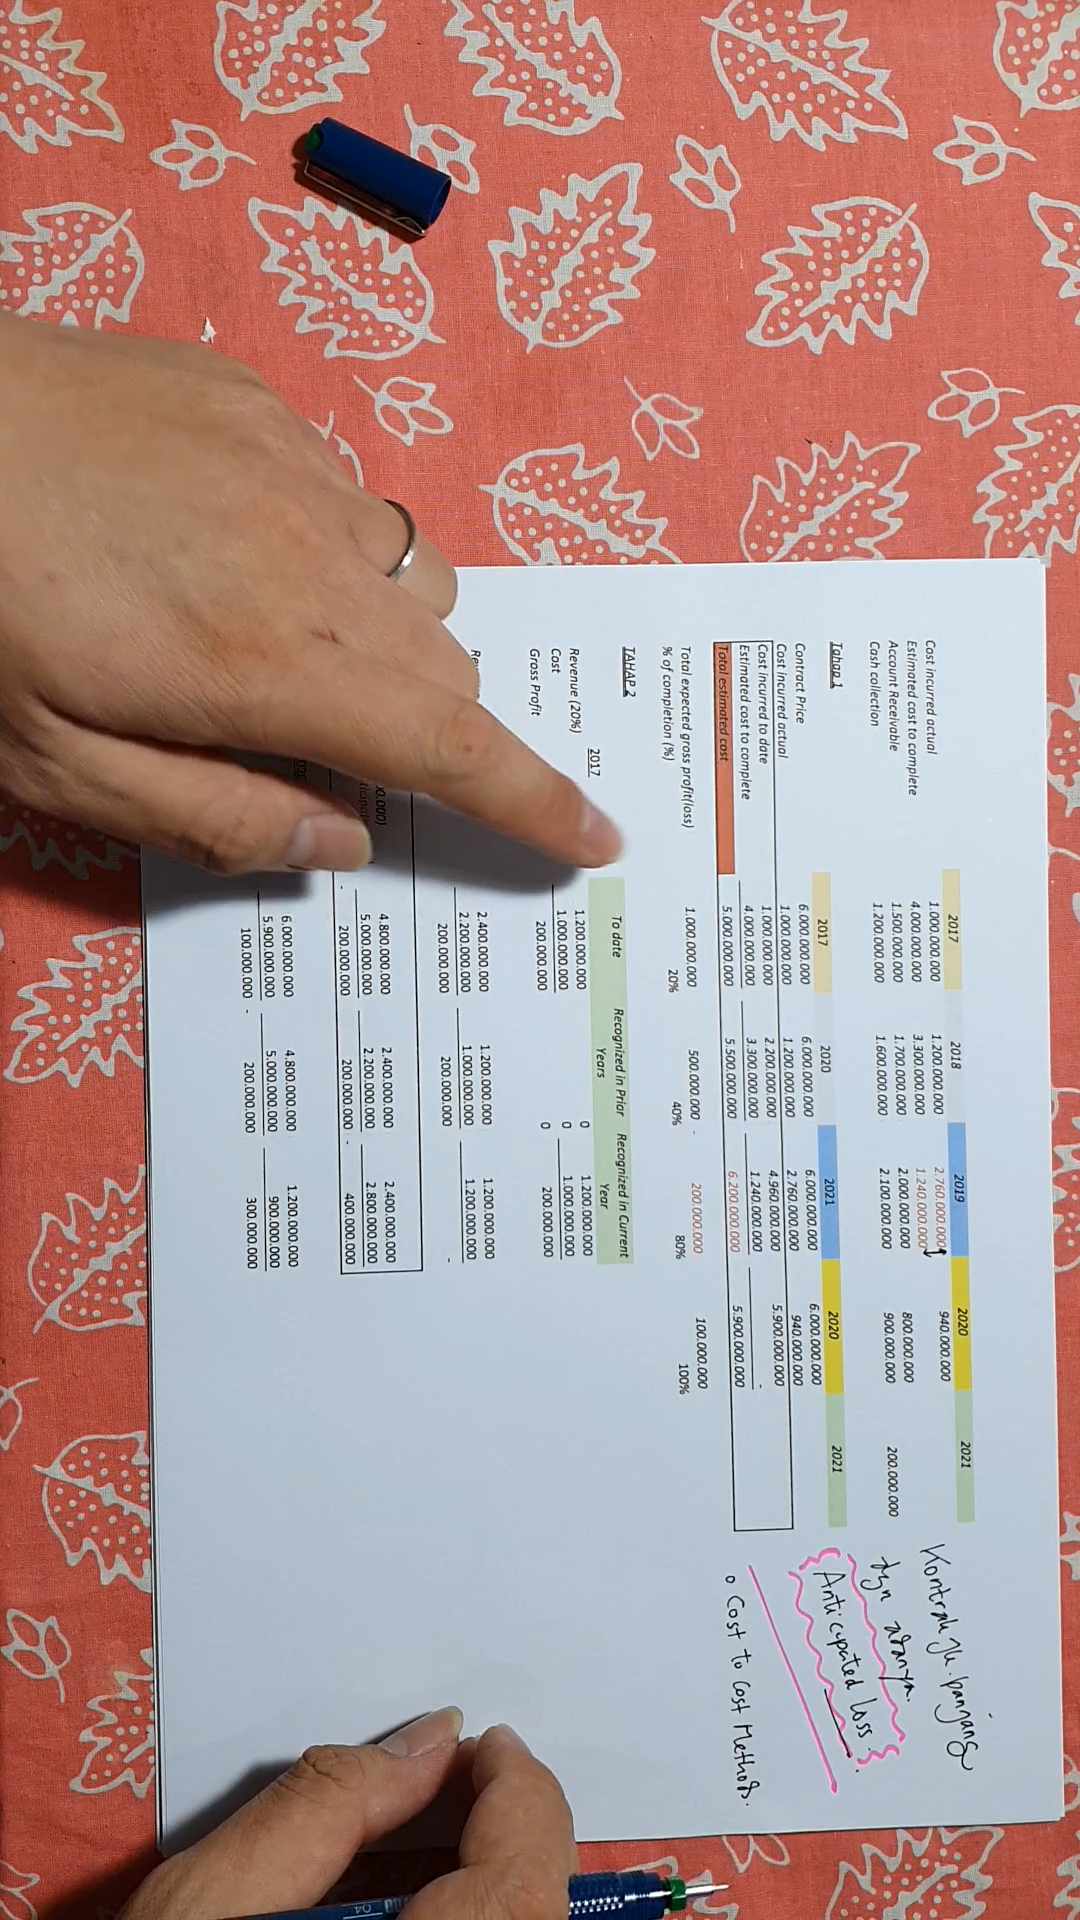 2017 2018 2019 2020 2021
Cost incurred actual 1.000.000.000 1.200.000.000 2.760.000.000 940.000.000
Estimated cost to complete 4.000.000.000 3.300.000.000 1.240.000.000
Account Receivable 1.500.000.000 1.700.000.000 2.000.000.000 800.000.000
Cash collection 1.200.000.000 1.600.000.000 2.100.000.000 900.000.000 200.000.000
Tahap 1 2017 2020 2021 2020 2021
Contract Price 6.000.000.000 6.000.000.000 6.000.000.000 6.000.000.000
Cost incurred actual 1.000.000.000 1.200.000.000 2.760.000.000 940.000.000
Cost incurred to date 1.000.000.000 2.200.000.000 4.960.000.000 5.900.000.000
Estimated cost to complete 4.000.000.000 3.300.000.000 1.240.000.000 -
Total estimated cost 5.000.000.000 5.500.000.000 6.200.000.000 5.900.000.000
Total expected gross profit(loss) 1.000.000.000 500.000.000 - 200.000.000 100.000.000
% of completion (%) 20% 40% 80% 100%
TAHAP 2
To date Recognized in Prior Recognized in Current
2017 Years Year
Revenue (20%) 1.200.000.000 0 1.200.000.000
Cost 1.000.000.000 0 1.000.000.000
Gross Profit 200.000.000 0 200.000.000
2.400.000.000 1.200.000.000 1.200.000.000
2.200.000.000 1.000.000.000 1.200.000.000
200.000.000 200.000.000 -
4.800.000.000 2.400.000.000 2.400.000.000
5.000.000.000 2.200.000.000 2.800.000.000
- 200.000.000 200.000.000 - 400.000.000
6.000.000.000 4.800.000.000 1.200.000.000
5.900.000.000 5.000.000.000 900.000.000
100.000.000 - 200.000.000 300.000.000
Kontrak jk. panjang
dgn adanya.
{Anticipated loss.}
o Cost to Cost Methods.